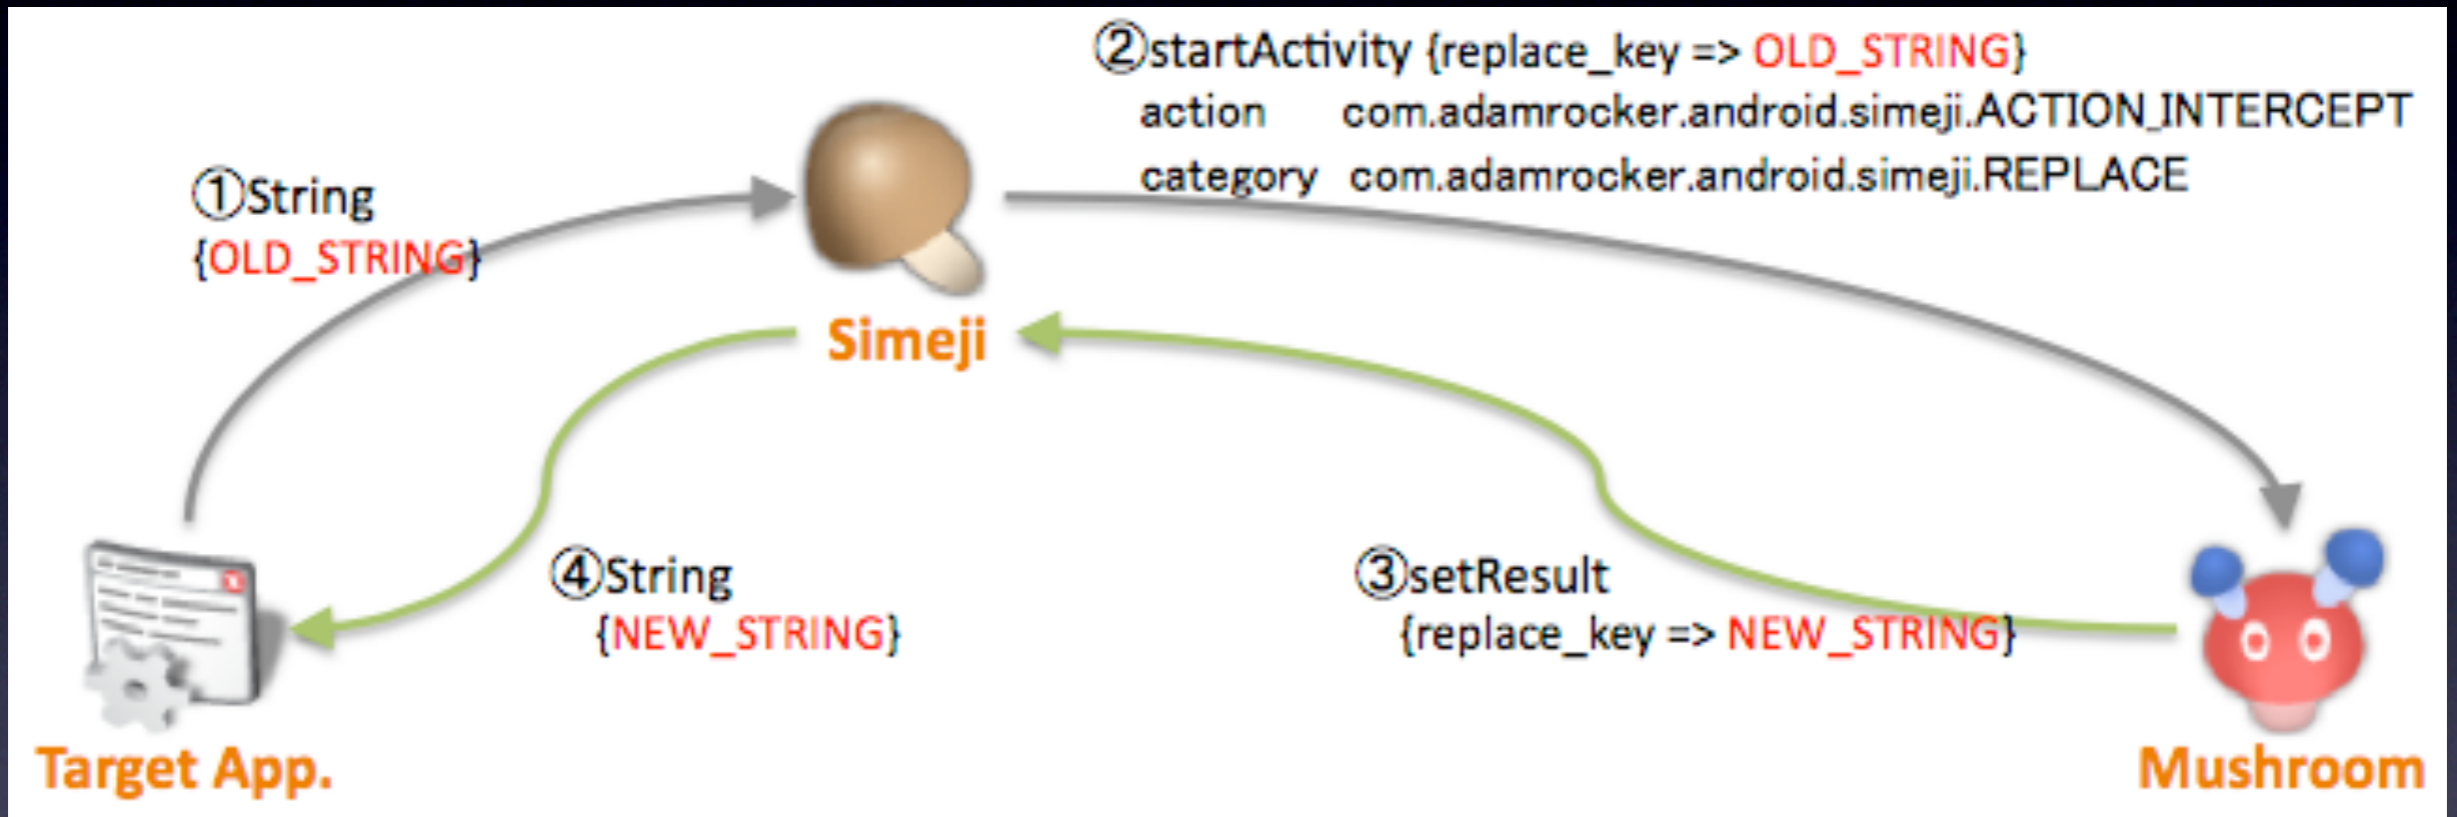 ②startActivity {replace_key => OLD_STRING}
action com.adamrocker.android.simeji.ACTION_INTERCEPT
category com.adamrocker.android.simeji.REPLACE
①String
{OLD_STRING}
Simeji
④String
{NEW_STRING}
③setResult
{replace_key => NEW_STRING}
Target App.
Mushroom